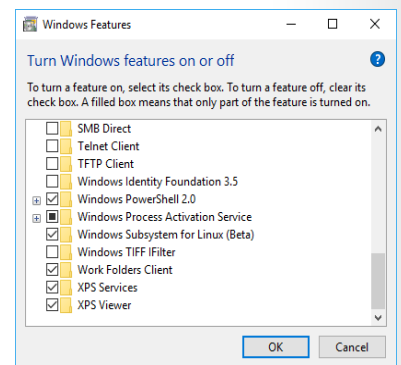 Windows Features
Turn Windows features on or off
To turn a feature on, select its check box. To turn a feature off, clear its
check box. A filled box means that only part of the feature is turned on.
SMB Direct
Telnet Client
TFTP Client
Windows Identity Foundation 3.5
Windows PowerShell 2.0
Windows Process Activation Service
Windows Subsystem for Linux (Beta)
Windows TIFF IFilter
Work Folders Client
XPS Services
XPS Viewer
OK
Cancel